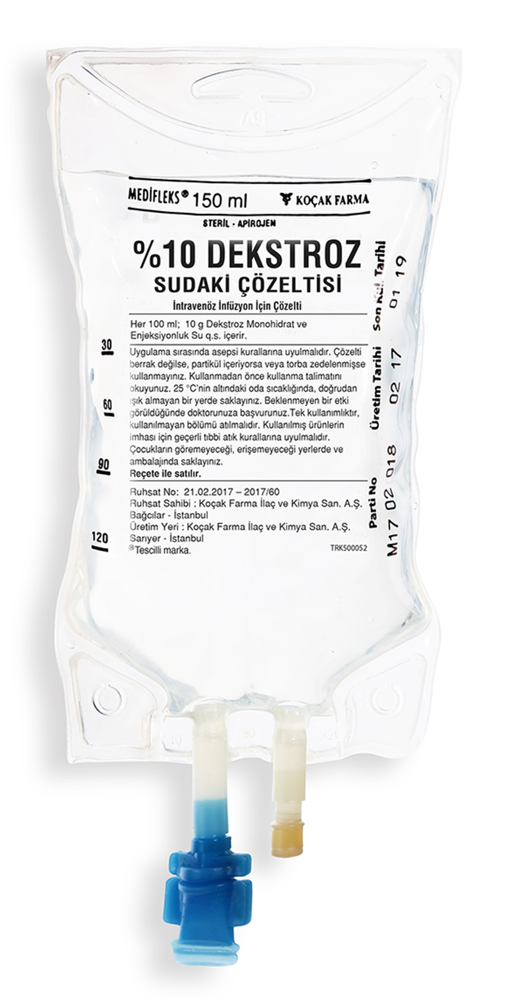 MEDİFLEKS® 150 ml KOÇAK FARMA
STERİL - APİROJEN
%10 DEKSTROZ
SUDAKİ ÇÖZELTİSİ
İntravenöz İnfüzyon İçin Çözelti
Her 100 ml; 10 g Dekstroz Monohidrat ve
Enjeksiyonluk Su q.s. içerir.
Uygulama sırasında asepsi kurallarına uyulmalıdır. Çözelti
berrak değilse, partikül içeriyorsa veya torba zedelenmişse
kullanmayınız. Kullanmadan önce kullanma talimatını
okuyunuz. 25 °C'nin altındaki oda sıcaklığında, doğrudan
ışık almayan bir yerde saklayınız. Beklenmeyen bir etki
görüldüğünde doktorunuza başvurunuz.Tek kullanımlıktır,
kullanılmayan bölümü atılmalıdır. Kullanılmış ürünlerin
imhası için geçerli tıbbi atık kurallarına uyulmalıdır.
Çocukların göremeyeceği, erişemeyeceği yerlerde ve
ambalajında saklayınız.
Reçete ile satılır.
Ruhsat No: 21.02.2017 – 2017/60
Ruhsat Sahibi : Koçak Farma İlaç ve Kimya San. A.Ş.
Bağcılar - İstanbul
Üretim Yeri : Koçak Farma İlaç ve Kimya San. A.Ş.
Sarıyer - İstanbul
®Tescilli marka. TRK500052
30
60
90
120
Parti No Üretim Tarihi Son Kul. Tarihi
M17 02 018 02 17 01 19